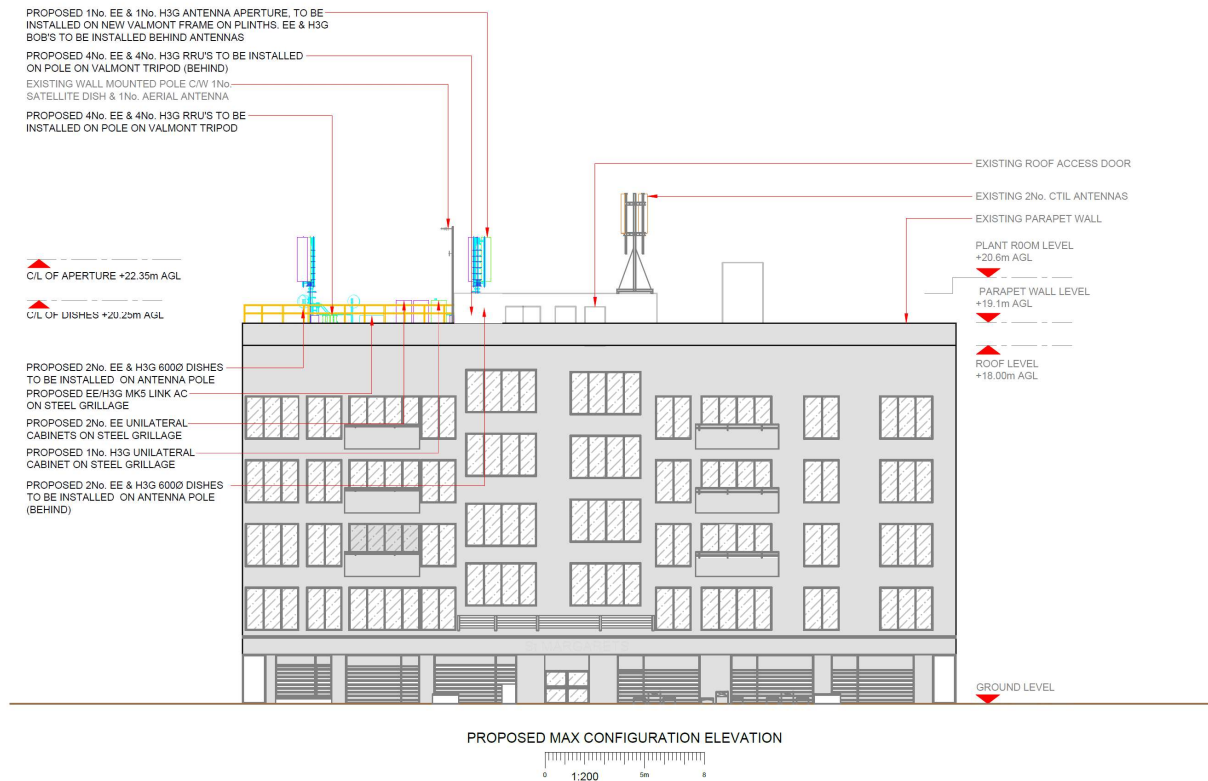 PROPOSED 1No. EE & 1No. H3G ANTENNA APERTURE, TO BE
INSTALLED ON NEW VALMONT FRAME ON PLINTHS. EE & H3G
BOB'S TO BE INSTALLED BEHIND ANTENNAS
PROPOSED 4No. EE & 4No. H3G RRU'S TO BE INSTALLED
ON POLE ON VALMONT TRIPOD (BEHIND)
EXISTING WALL MOUNTED POLE C/W 1No.
SATELLITE DISH & 1No. AERIAL ANTENNA
PROPOSED 4No. EE & 4No. H3G RRU'S TO BE
INSTALLED ON POLE ON VALMONT TRIPOD
EXISTING ROOF ACCESS DOOR
EXISTING 2No. CTIL ANTENNAS
EXISTING PARAPET WALL
PLANT ROOM LEVEL
+20.6m AGL
PARAPET WALL LEVEL
+19.1m AGL
ROOF LEVEL
+18.00m AGL
C/L OF APERTURE +22.35m AGL
C/L OF DISHES +20.25m AGL
PROPOSED 2No. EE & H3G 600Ø DISHES
TO BE INSTALLED ON ANTENNA POLE
PROPOSED EE/H3G MK5 LINK AC
ON STEEL GRILLAGE
PROPOSED 2No. EE UNILATERAL
CABINETS ON STEEL GRILLAGE
PROPOSED 1No. H3G UNILATERAL
CABINET ON STEEL GRILLAGE
PROPOSED 2No. EE & H3G 600Ø DISHES
TO BE INSTALLED ON ANTENNA POLE
(BEHIND)
GROUND LEVEL
PROPOSED MAX CONFIGURATION ELEVATION
0 1:200 5m 8